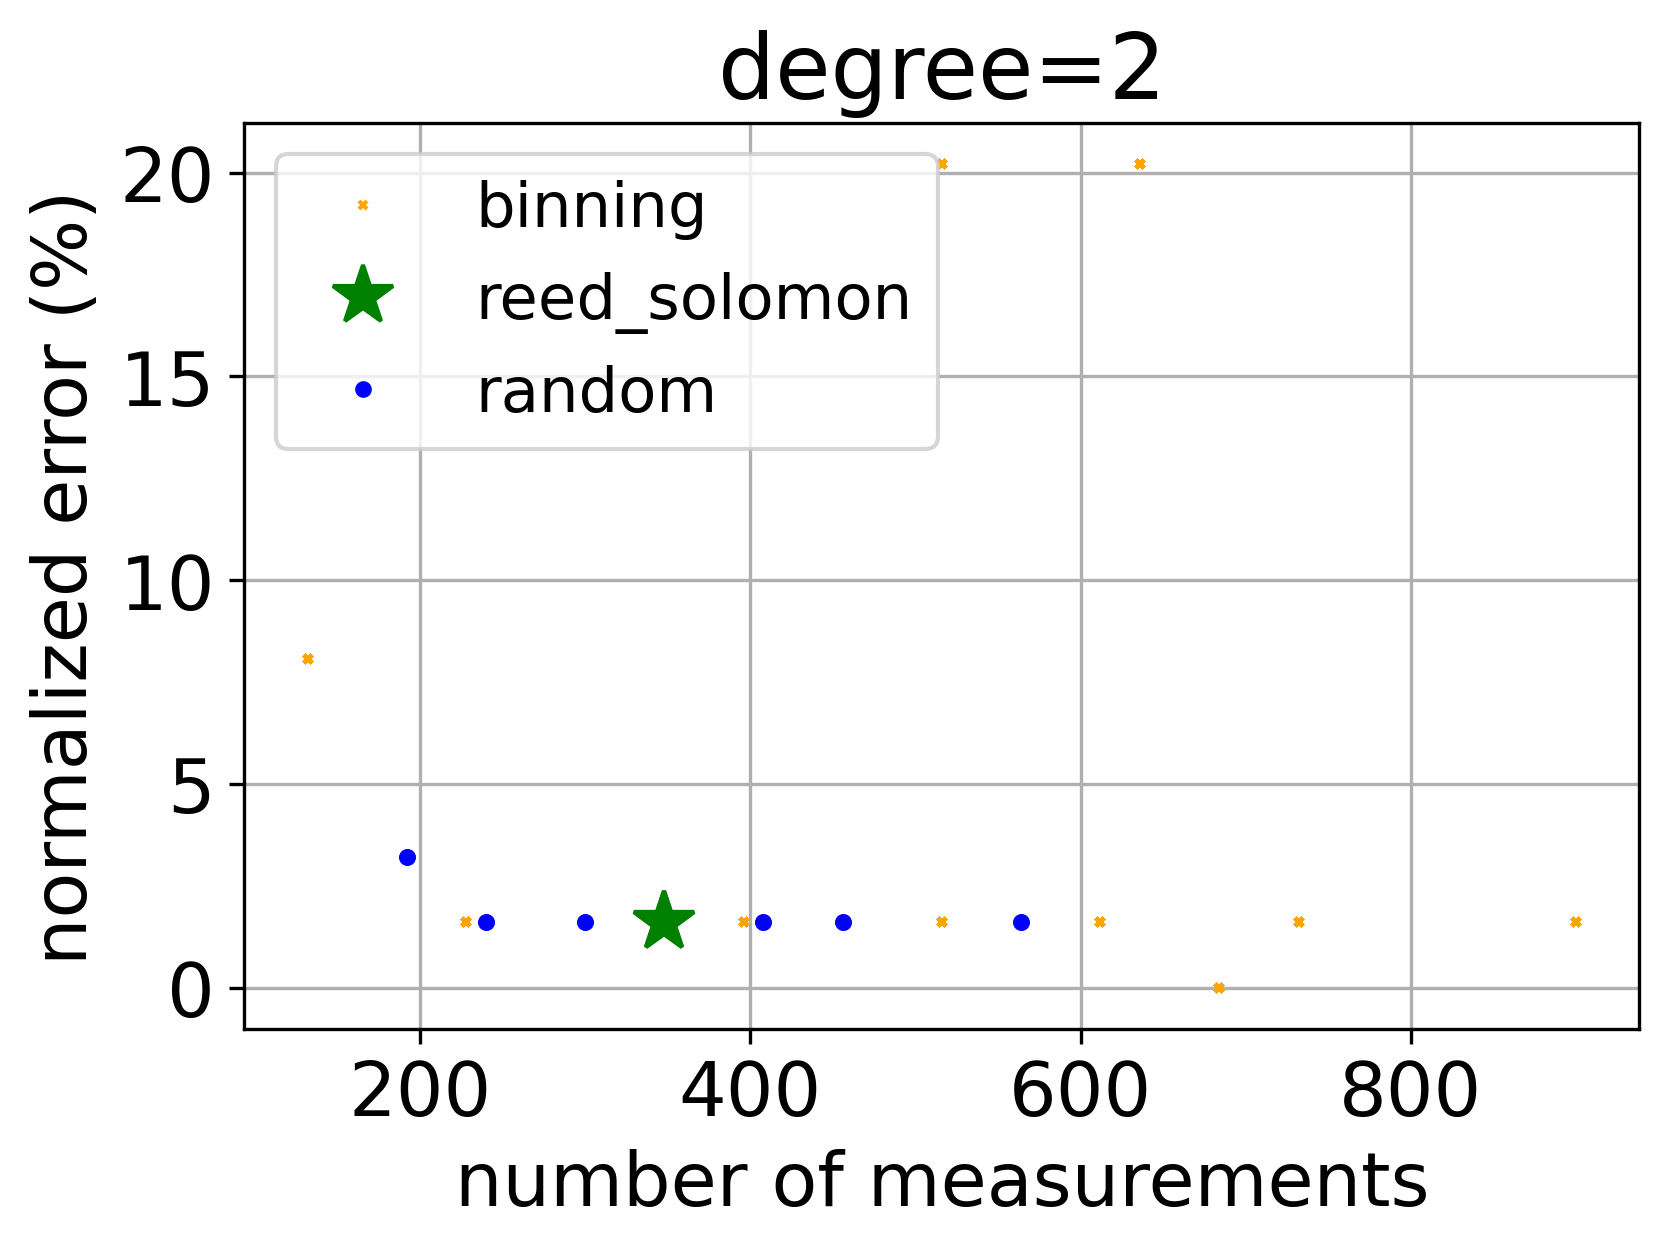 degree=2
20
15
10
5
0
normalized error (%)
binning
reed_solomon
random
200 400 600 800
number of measurements